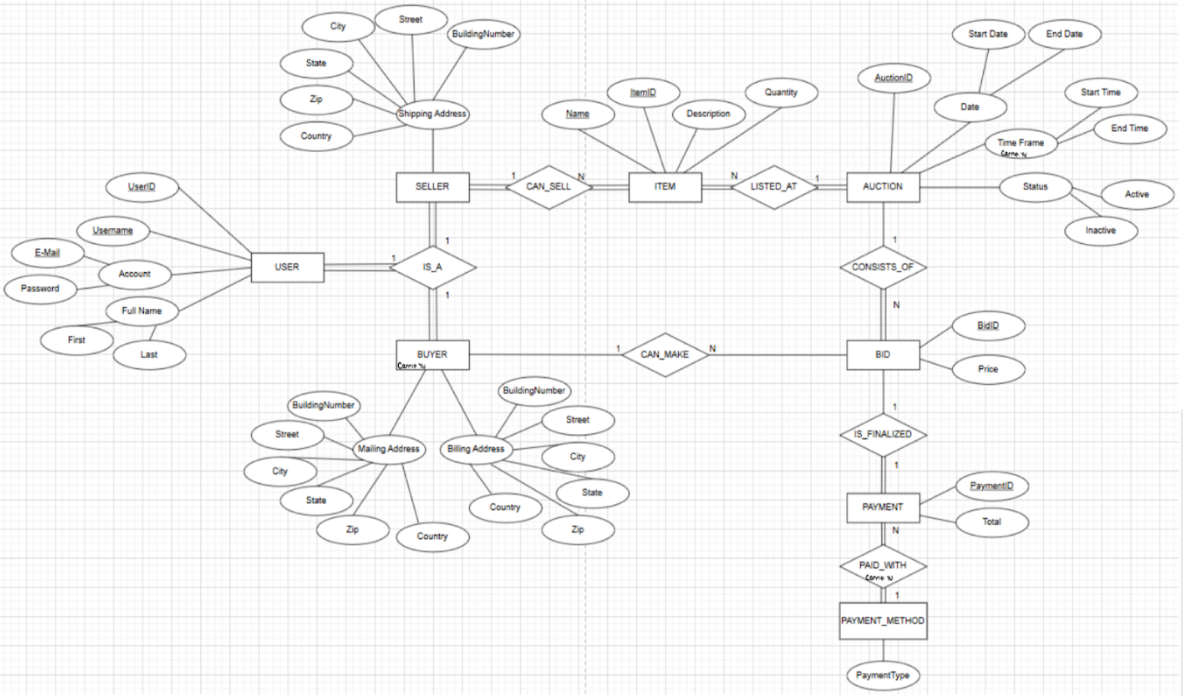 City
Street
BuildingNumber
State
Zip
Country
Shipping Address
Start Date
End Date
AuctionID
Date
Start Time
End Time
Time Frame
ItemID
Quantity
Name
Description
SELLER
1
CAN_SELL
N
ITEM
N
LISTED_AT
1
AUCTION
Status
Active
Inactive
UserID
Username
E-Mail
Account
Password
Full Name
First
Last
USER
1
1
IS_A
1
1
CONSISTS_OF
N
BUYER
1
CAN_MAKE
N
BID
BidID
Price
BuildingNumber
Street
City
State
Zip
Country
Mailing Address
BuildingNumber
Street
City
State
Zip
Country
Billing Address
1
IS_FINALIZED
1
PAYMENT
PaymentID
Total
N
PAID_WITH
1
PAYMENT_METHOD
PaymentType